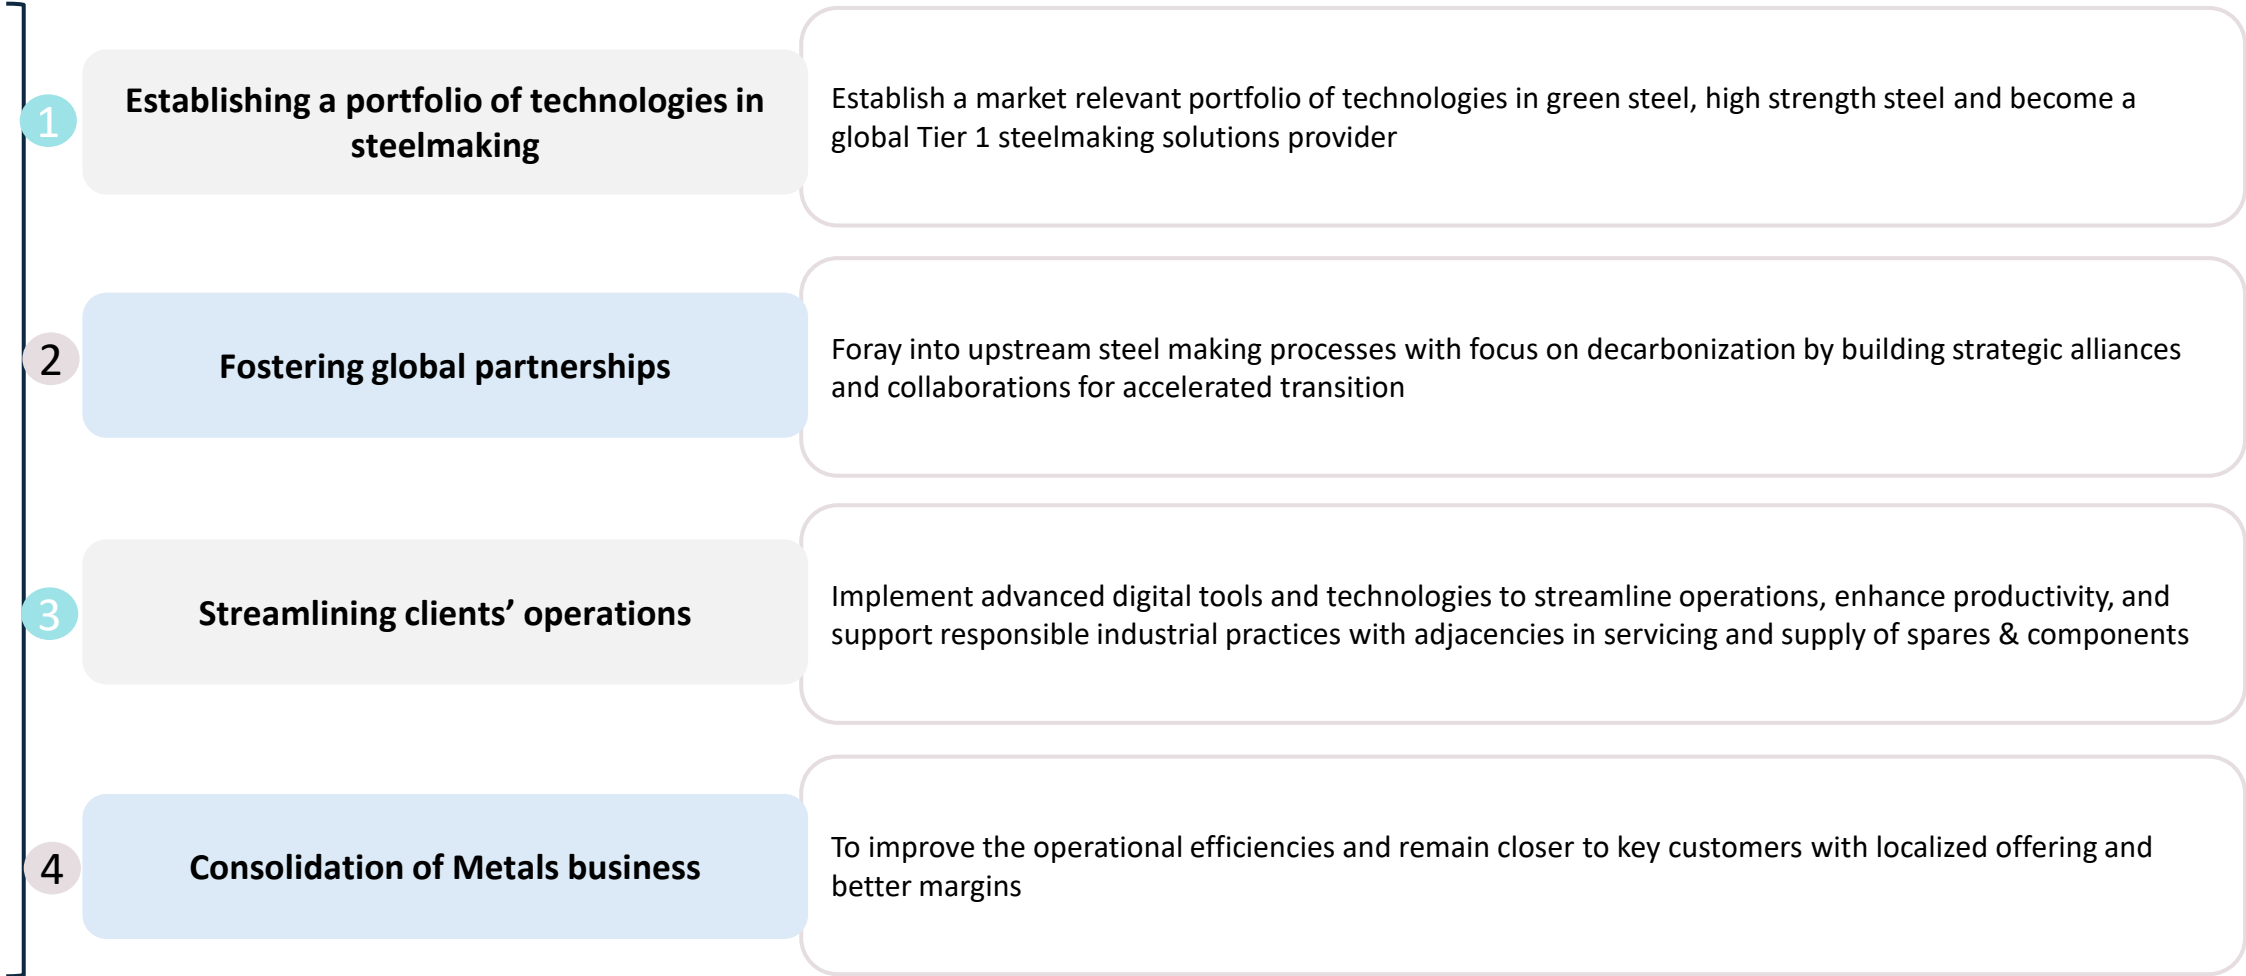 1
Establishing a portfolio of technologies in
steelmaking
Establish a market relevant portfolio of technologies in green steel, high strength steel and become a
global Tier 1 steelmaking solutions provider
2
Fostering global partnerships
Foray into upstream steel making processes with focus on decarbonization by building strategic alliances
and collaborations for accelerated transition
3
Streamlining clients’ operations
Implement advanced digital tools and technologies to streamline operations, enhance productivity, and
support responsible industrial practices with adjacencies in servicing and supply of spares & components
4
Consolidation of Metals business
To improve the operational efficiencies and remain closer to key customers with localized offering and
better margins